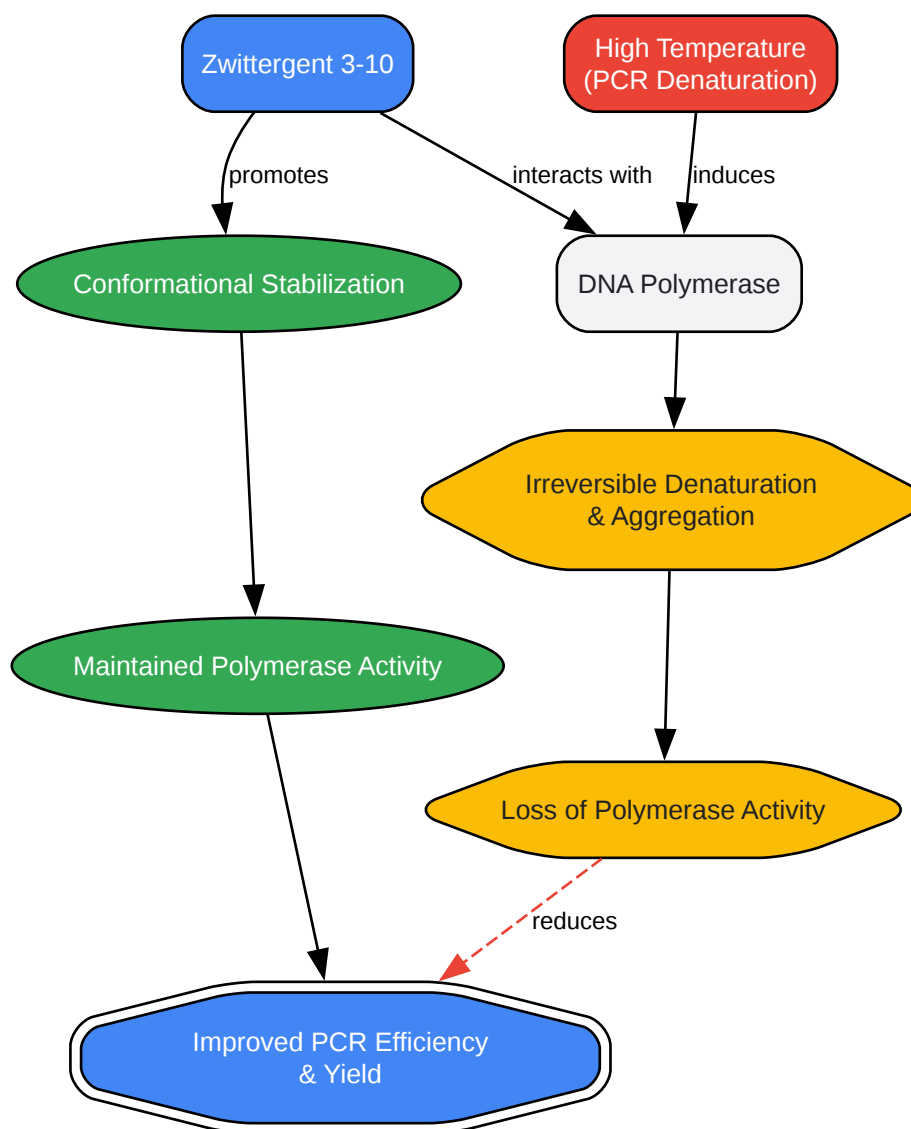 Zwittergent 3-10
High Temperature
(PCR Denaturation)
promotes
interacts with
induces
Conformational Stabilization
DNA Polymerase
Irreversible Denaturation
& Aggregation
Maintained Polymerase Activity
Loss of Polymerase Activity
reduces
Improved PCR Efficiency
& Yield